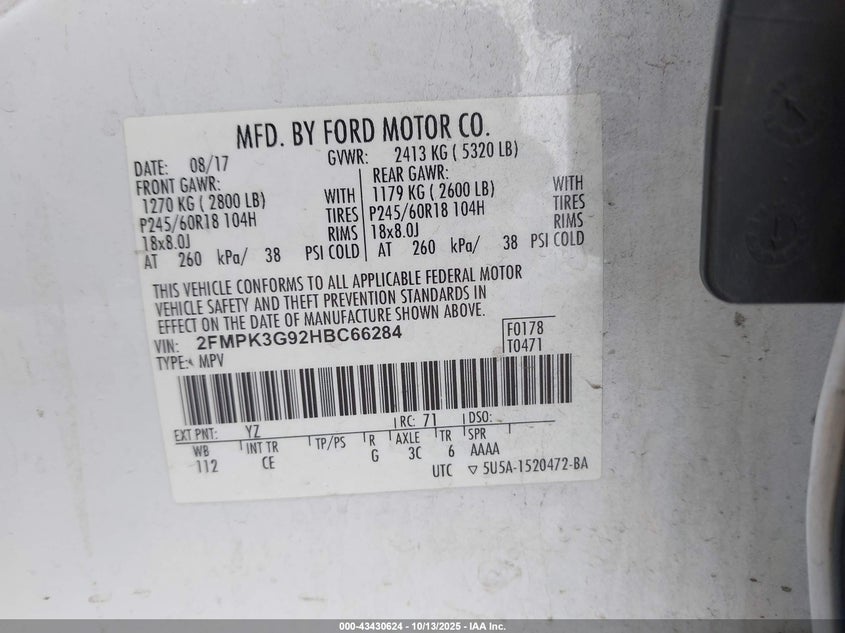 MFD. BY FORD MOTOR CO.
DATE: 08/17 GVWR: 2413 KG ( 5320 LB)
FRONT GAWR: REAR GAWR:
1270 KG ( 2800 LB) WITH 1179 KG ( 2600 LB) WITH
P245/60R18 104H TIRES P245/60R18 104H TIRES
18x8.0J RIMS 18x8.0J RIMS
AT 260 kPa/ 38 PSI COLD AT 260 kPa/ 38 PSI COLD
THIS VEHICLE CONFORMS TO ALL APPLICABLE FEDERAL MOTOR
VEHICLE SAFETY AND THEFT PREVENTION STANDARDS IN
EFFECT ON THE DATE OF MANUFACTURE SHOWN ABOVE.
VIN: 2FMPK3G92HBC66284 F0178
TYPE: MPV T0471
EXT PNT: YZ RC: 71 DSO:
WB INT TR TP/PS R AXLE TR SPR
112 CE G 3C 6 AAAA
UTC ▽ 5U5A-1520472-BA
000-43430624 - 10/13/2025 - IAA Inc.